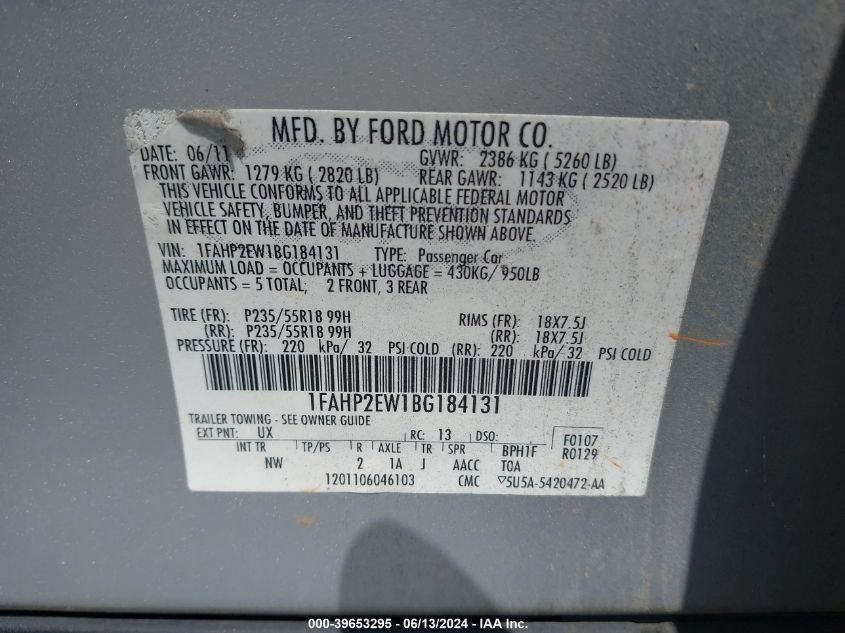 MFD. BY FORD MOTOR CO.
DATE: 06/11 GVWR: 2386 KG ( 5260 LB)
FRONT GAWR: 1279 KG ( 2820 LB) REAR GAWR: 1143 KG ( 2520 LB)
THIS VEHICLE CONFORMS TO ALL APPLICABLE FEDERAL MOTOR
VEHICLE SAFETY, BUMPER, AND THEFT PREVENTION STANDARDS
IN EFFECT ON THE DATE OF MANUFACTURE SHOWN ABOVE.
VIN: 1FAHP2EW1BG184131 TYPE: Passenger Car
MAXIMUM LOAD = OCCUPANTS + LUGGAGE = 430KG/ 950LB
OCCUPANTS = 5 TOTAL; 2 FRONT, 3 REAR
TIRE (FR): P235/55R18 99H RIMS (FR): 18X7.5J
(RR): P235/55R18 99H (RR): 18X7.5J
PRESSURE (FR): 220 kPa/ 32 PSI COLD (RR): 220 kPa/ 32 PSI COLD
1FAHP2EW1BG184131
TRAILER TOWING - SEE OWNER GUIDE
EXT PNT: UX RC: 13 DSO: F0107
INT TR TP/PS R AXLE TR SPR BPH1F R0129
NW 2 1A J AACC TOA
1201106046103 CMC ▽5U5A-5420472-AA
000-39653295 - 06/13/2024 - IAA Inc.